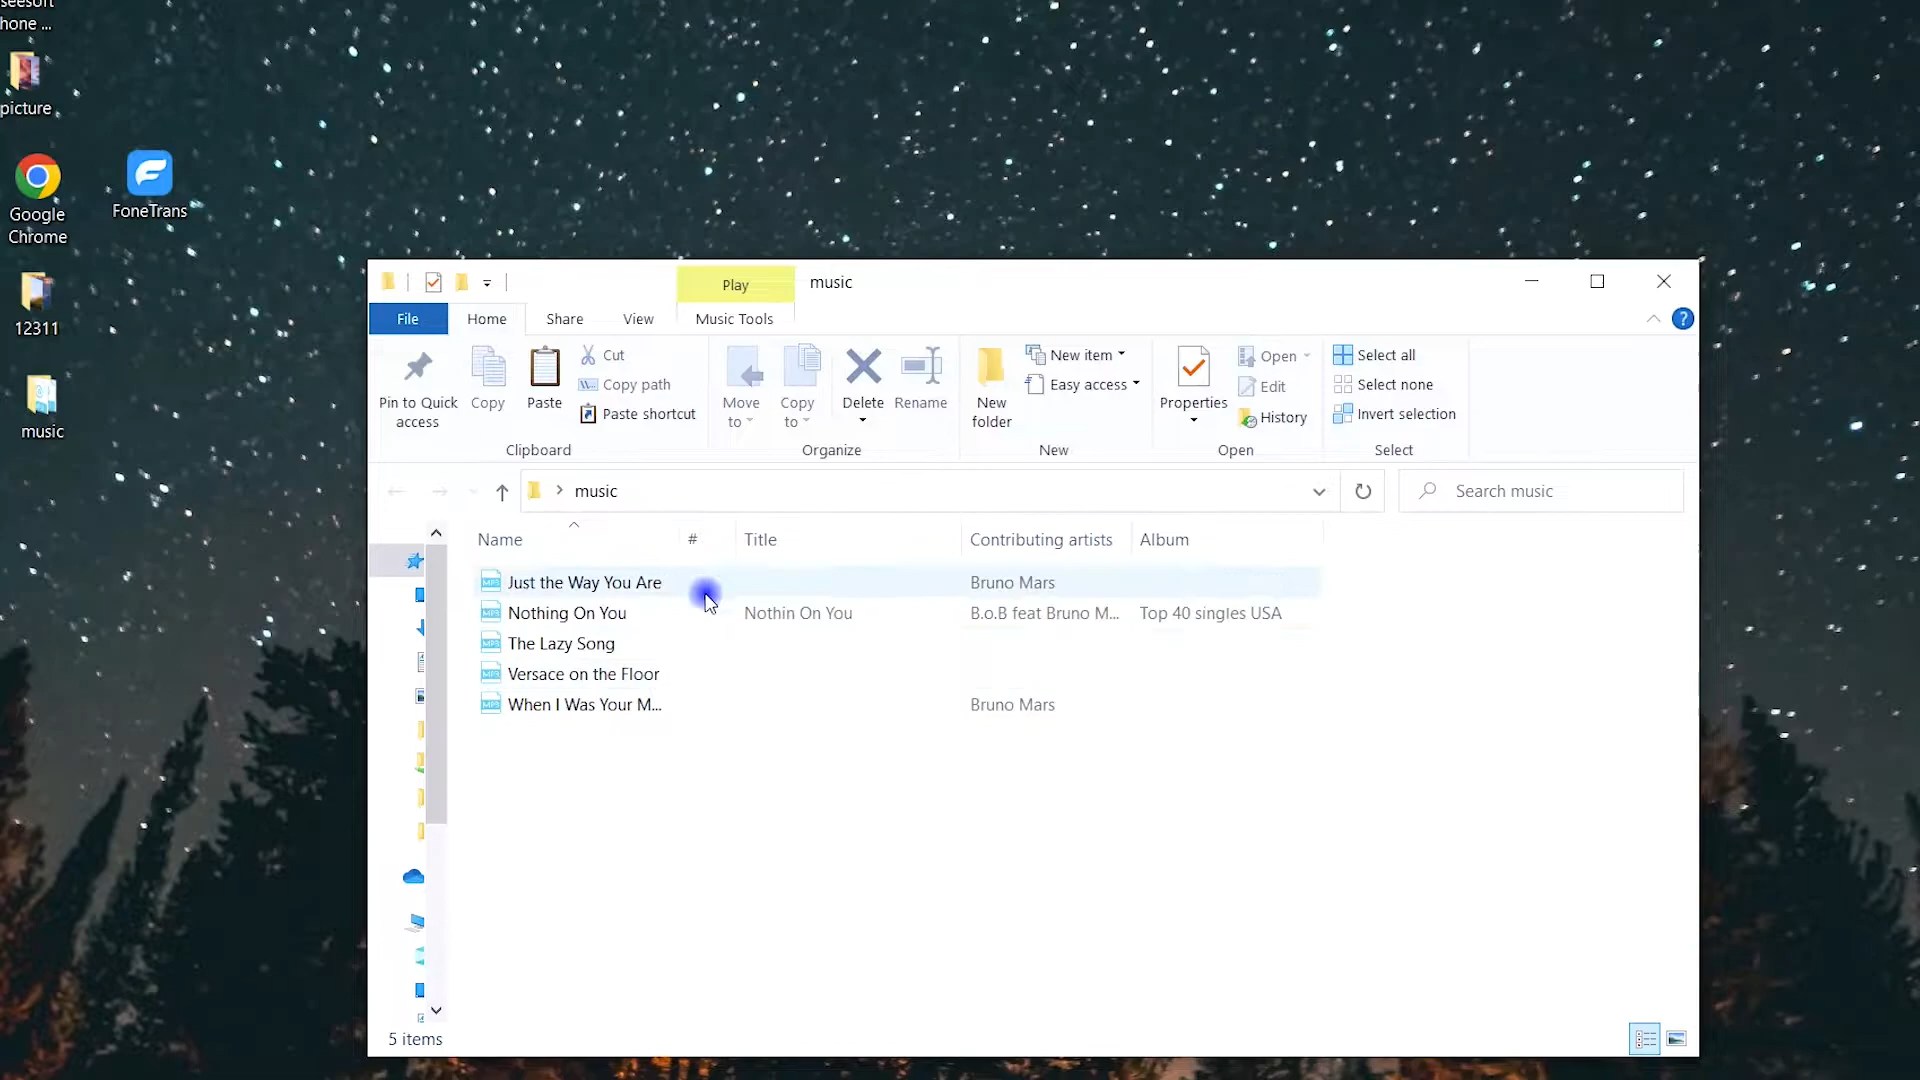 seesoft
hone ...
picture
Google
Chrome
FoneTrans
12311
music
Play
music
File
Home
Share
View
Music Tools
Pin to Quick
access
Copy
Paste
Cut
Copy path
Paste shortcut
Clipboard
Move
to
Copy
to
Delete
Rename
Organize
New
folder
New item
Easy access
New
Properties
Open
Edit
History
Open
Select all
Select none
Invert selection
Select
music
Search music
Name
#
Title
Contributing artists
Album
Just the Way You Are
Bruno Mars
Nothing On You
Nothin On You
B.o.B feat Bruno M...
Top 40 singles USA
The Lazy Song
Versace on the Floor
When I Was Your M...
Bruno Mars
5 items